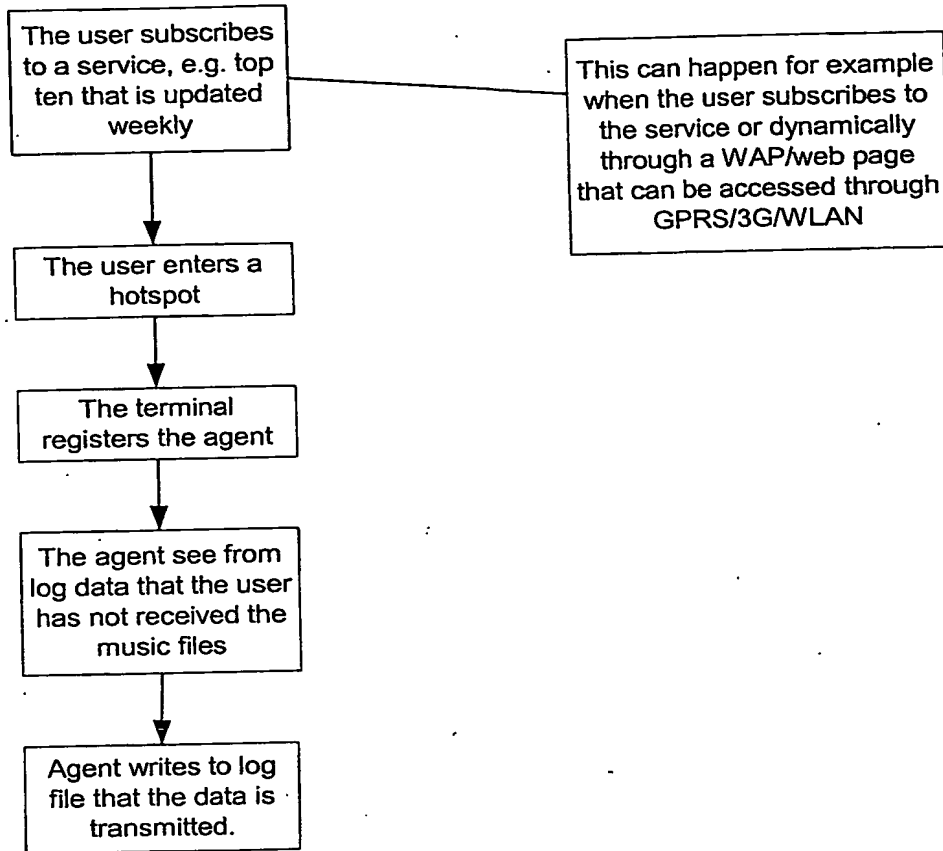 The user subscribes
to a service, e.g. top
ten that is updated
weekly
This can happen for example
when the user subscribes to
the service or dynamically
through a WAP/web page
that can be accessed through
GPRS/3G/WLAN
The user enters a
hotspot
The terminal
registers the agent
The agent see from
log data that the user
has not received the
music files
Agent writes to log
file that the data is
transmitted.